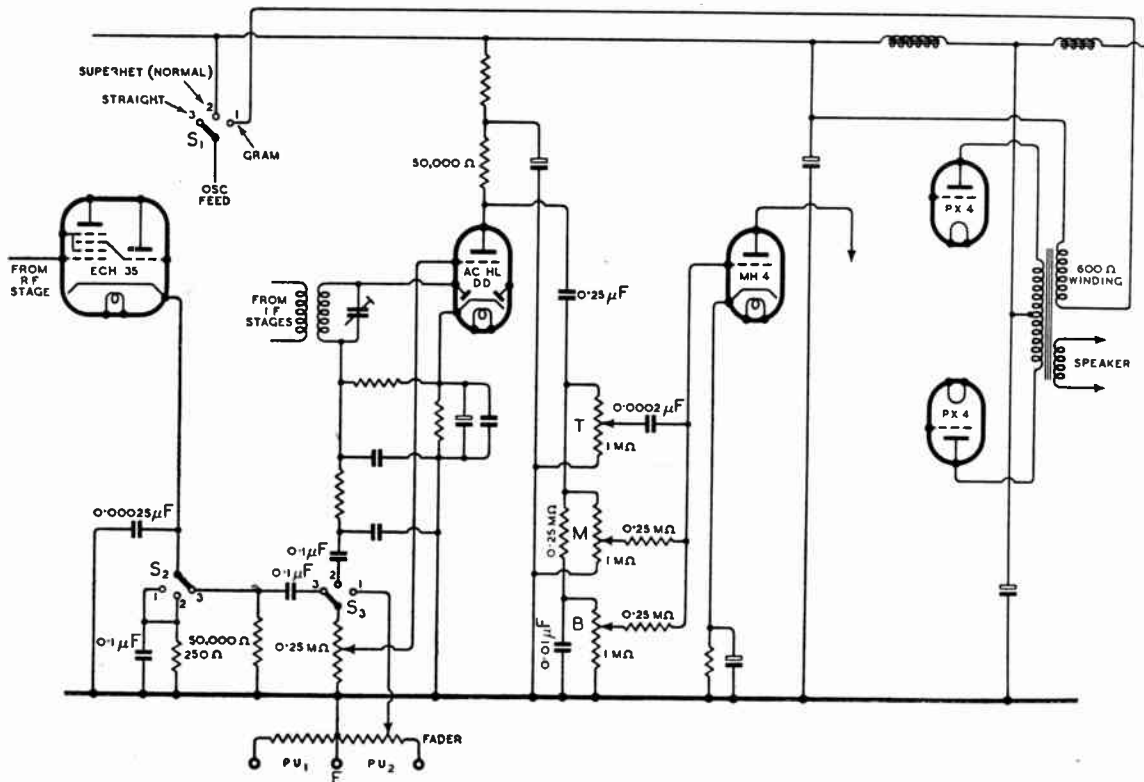 SUPERHET (NORMAL)
STRAIGHT
3
2
1
S1
GRAM
OSC
FEED
50,000 Ω
ECH 35
FROM
RF
STAGE
FROM
IF
STAGES
AC HL
DD
0.25 μF
MH 4
PX 4
600 Ω
WINDING
SPEAKER
PX 4
T
0.0002 μF
1 MΩ
0.00025 μF
0.25 MΩ
M
0.25 MΩ
1 MΩ
0.1 μF
S2
1
2
3
0.1 μF
3
2
1
S3
B
0.25 MΩ
0.1 μF
50,000 Ω
250 Ω
0.25 MΩ
0.01 μF
1 MΩ
FADER
PU1
E
PU2